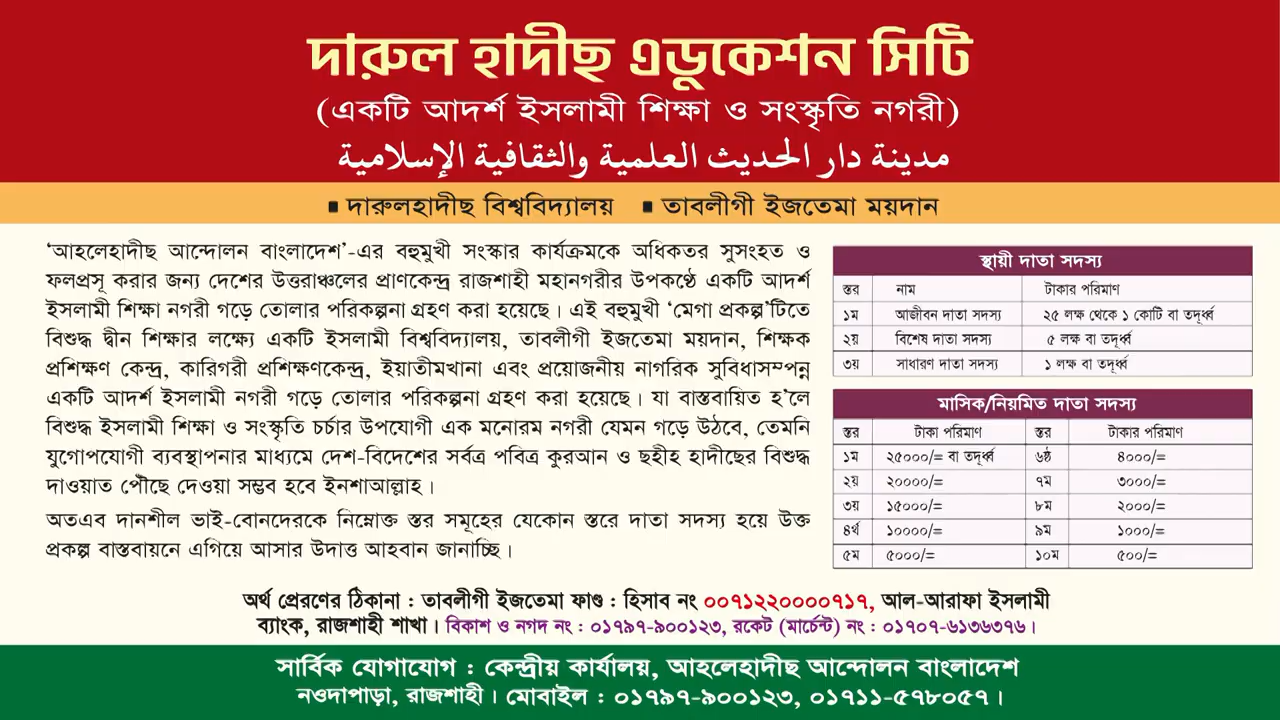 দারুল হাদীছ এডুকেশন সিটি
(একটি আদর্শ ইসলামী শিক্ষা ও সংস্কৃতি নগরী)
مدينة دار الحديث العلمية والثقافية الإسلامية
▪ দারুলহাদীছ বিশ্ববিদ্যালয় ▪ তাবলীগী ইজতেমা ময়দান
‘আহলেহাদীছ আন্দোলন বাংলাদেশ’-এর বহুমুখী সংস্কার কার্যক্রমকে অধিকতর সুসংহত ও
ফলপ্রসূ করার জন্য দেশের উত্তরাঞ্চলের প্রাণকেন্দ্র রাজশাহী মহানগরীর উপকণ্ঠে একটি আদর্শ
ইসলামী শিক্ষা নগরী গড়ে তোলার পরিকল্পনা গ্রহণ করা হয়েছে। এই বহুমুখী ‘মেগা প্রকল্প’টিতে
বিশুদ্ধ দ্বীন শিক্ষার লক্ষ্যে একটি ইসলামী বিশ্ববিদ্যালয়, তাবলীগী ইজতেমা ময়দান, শিক্ষক
প্রশিক্ষণ কেন্দ্র, কারিগরী প্রশিক্ষণকেন্দ্র, ইয়াতীমখানা এবং প্রয়োজনীয় নাগরিক সুবিধাসম্পন্ন
একটি আদর্শ ইসলামী নগরী গড়ে তোলার পরিকল্পনা গ্রহণ করা হয়েছে। যা বাস্তবায়িত হ’লে
বিশুদ্ধ ইসলামী শিক্ষা ও সংস্কৃতি চর্চার উপযোগী এক মনোরম নগরী যেমন গড়ে উঠবে, তেমনি
যুগোপযোগী ব্যবস্থাপনার মাধ্যমে দেশ-বিদেশের সর্বত্র পবিত্র কুরআন ও ছহীহ হাদীছের বিশুদ্ধ
দাওয়াত পৌঁছে দেওয়া সম্ভব হবে ইনশাআল্লাহ।
অতএব দানশীল ভাই-বোনদেরকে নিম্নোক্ত স্তর সমূহের যেকোন স্তরে দাতা সদস্য হয়ে উক্ত
প্রকল্প বাস্তবায়নে এগিয়ে আসার উদাত্ত আহবান জানাচ্ছি।
স্থায়ী দাতা সদস্য
স্তর নাম টাকার পরিমাণ
১ম আজীবন দাতা সদস্য ২৫ লক্ষ থেকে ১ কোটি বা তদূর্ধ্ব
২য় বিশেষ দাতা সদস্য ৫ লক্ষ বা তদূর্ধ্ব
৩য় সাধারণ দাতা সদস্য ১ লক্ষ বা তদূর্ধ্ব
মাসিক/নিয়মিত দাতা সদস্য
স্তর টাকা পরিমাণ স্তর টাকার পরিমাণ
১ম ২৫০০০/= বা তদূর্ধ্ব ৬ষ্ঠ ৪০০০/=
২য় ২০০০০/= ৭ম ৩০০০/=
৩য় ১৫০০০/= ৮ম ২০০০/=
৪র্থ ১০০০০/= ৯ম ১০০০/=
৫ম ৫০০০/= ১০ম ৫০০/=
অর্থ প্রেরণের ঠিকানা : তাবলীগী ইজতেমা ফাণ্ড : হিসাব নং ০০৭১২২০০০০৭১৭, আল-আরাফা ইসলামী
ব্যাংক, রাজশাহী শাখা। বিকাশ ও নগদ নং : ০১৭৯৭-৯০০১২৩, রকেট (মার্চেন্ট) নং : ০১৭০৭-৬১৩৬৩৭৬।
সার্বিক যোগাযোগ : কেন্দ্রীয় কার্যালয়, আহলেহাদীছ আন্দোলন বাংলাদেশ
নওদাপাড়া, রাজশাহী। মোবাইল : ০১৭৯৭-৯০০১২৩, ০১৭১১-৫৭৮০৫৭।